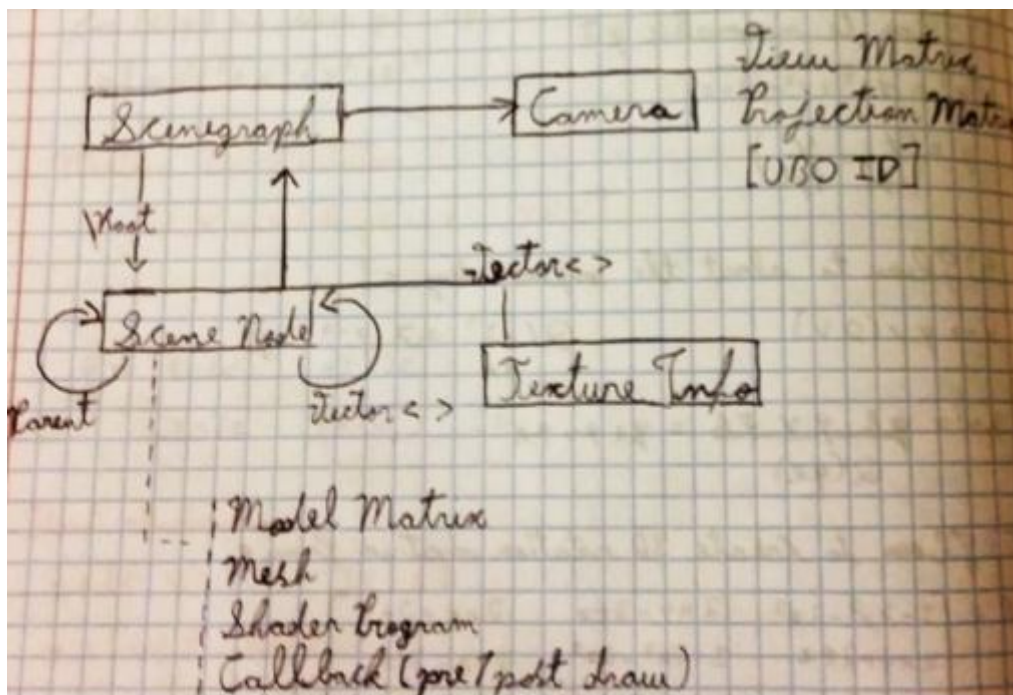 View Matrix
Scenegraph
Camera
Projection Matri
[UBO ID]
Root
Vector< >
Scene Node
Texture Info
Parent
Vector< >
Model Matrix
Mesh
Shader Program
Callback (pre/post draw)